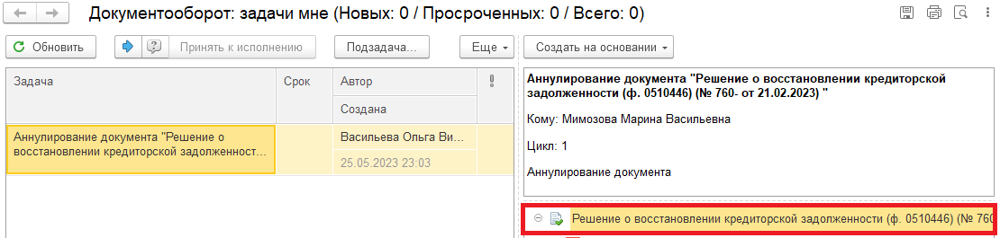 Документооборот: задачи мне (Новых: 0 / Просроченных: 0 / Всего: 0)
Обновить
Принять к исполнению
Подзадача...
Еще
Создать на основании
Задача
Срок
Автор
Создана
Аннулирование документа "Решение о
восстановлении кредиторской задолженност...
Васильева Ольга Ви...
25.05.2023 23:03
Аннулирование документа "Решение о восстановлении кредиторской
задолженности (ф. 0510446) (№ 760- от 21.02.2023) "
Кому: Мимозова Марина Васильевна
Цикл: 1
Аннулирование документа
Решение о восстановлении кредиторской задолженности (ф. 0510446) (№ 760